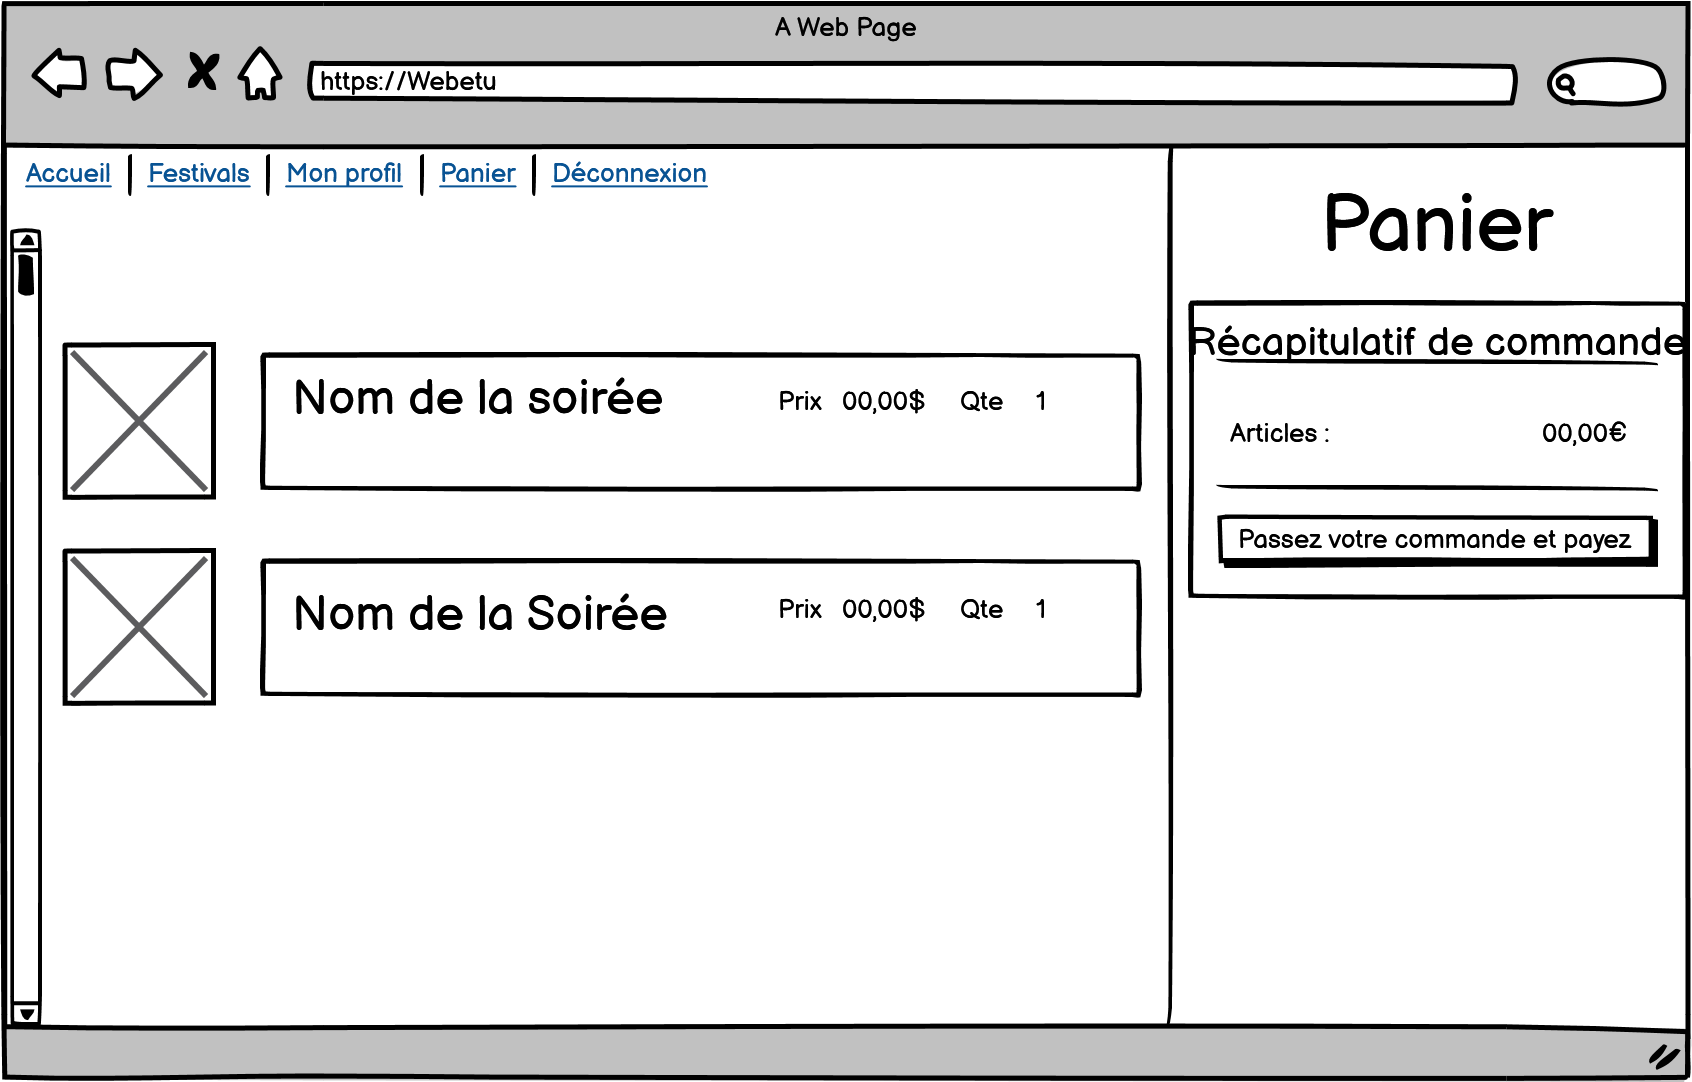 A Web Page
https://Webetu
Accueil Festivals Mon profil Panier Déconnexion
Panier
Récapitulatif de commande
Articles : 00,00€
Passez votre commande et payez
Nom de la soirée Prix 00,00$ Qte 1
Nom de la Soirée Prix 00,00$ Qte 1